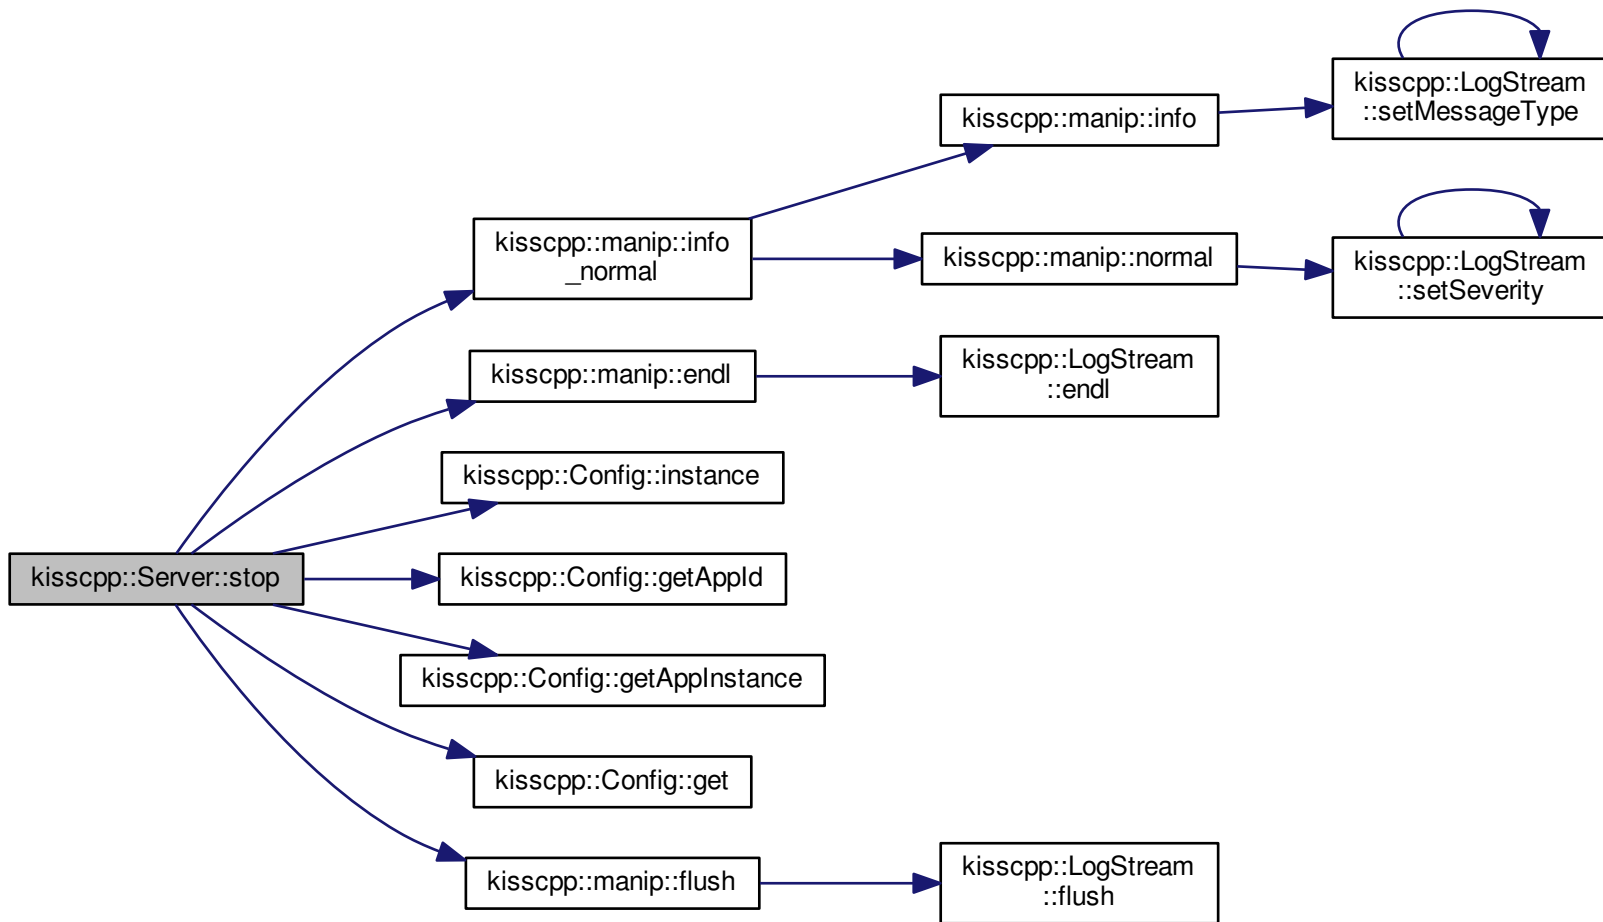 kisscpp::Server::stop
kisscpp::manip::info
_normal
kisscpp::manip::endl
kisscpp::Config::instance
kisscpp::Config::getAppId
kisscpp::Config::getAppInstance
kisscpp::Config::get
kisscpp::manip::flush
kisscpp::manip::info
kisscpp::manip::normal
kisscpp::LogStream
::endl
kisscpp::LogStream
::flush
kisscpp::LogStream
::setMessageType
kisscpp::LogStream
::setSeverity